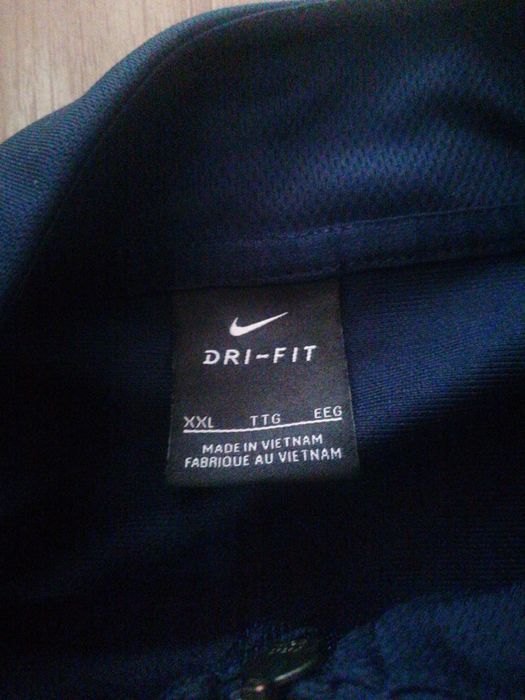 DRI-FIT
XXL TTG EEG
MADE IN VIETNAM
FABRIQUE AU VIETNAM